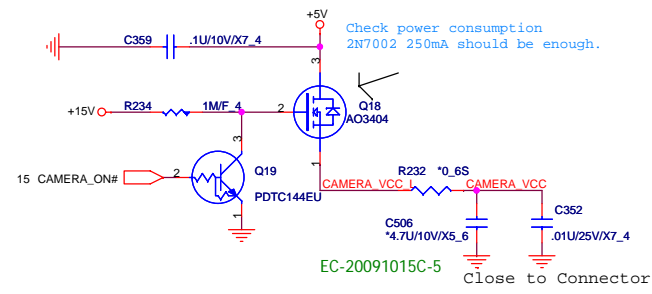 +5V
Check power consumption
2N7002 250mA should be enough.
C359
.1U/10V/X7_4
3
Q18
AO3404
+15V
R234
1M/F_4
2
3
1
Q19
PDTC144EU
15 CAMERA_ON#
2
1
CAMERA_VCC_L
R232
*0_6S
CAMERA_VCC
C506
*4.7U/10V/X5_6
C352
.01U/25V/X7_4
EC-20091015C-5
Close to Connector